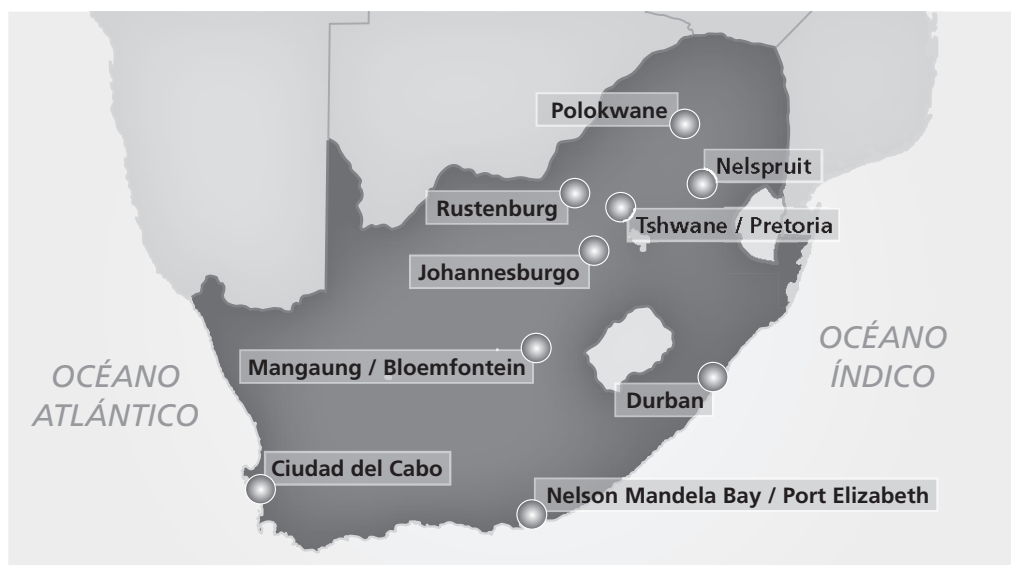 Polokwane
Nelspruit
Rustenburg
Tshwane / Pretoria
Johannesburgo
OCÉANO
ÍNDICO
Mangaung / Bloemfontein
OCÉANO
ATLÁNTICO
Durban
Ciudad del Cabo
Nelson Mandela Bay / Port Elizabeth